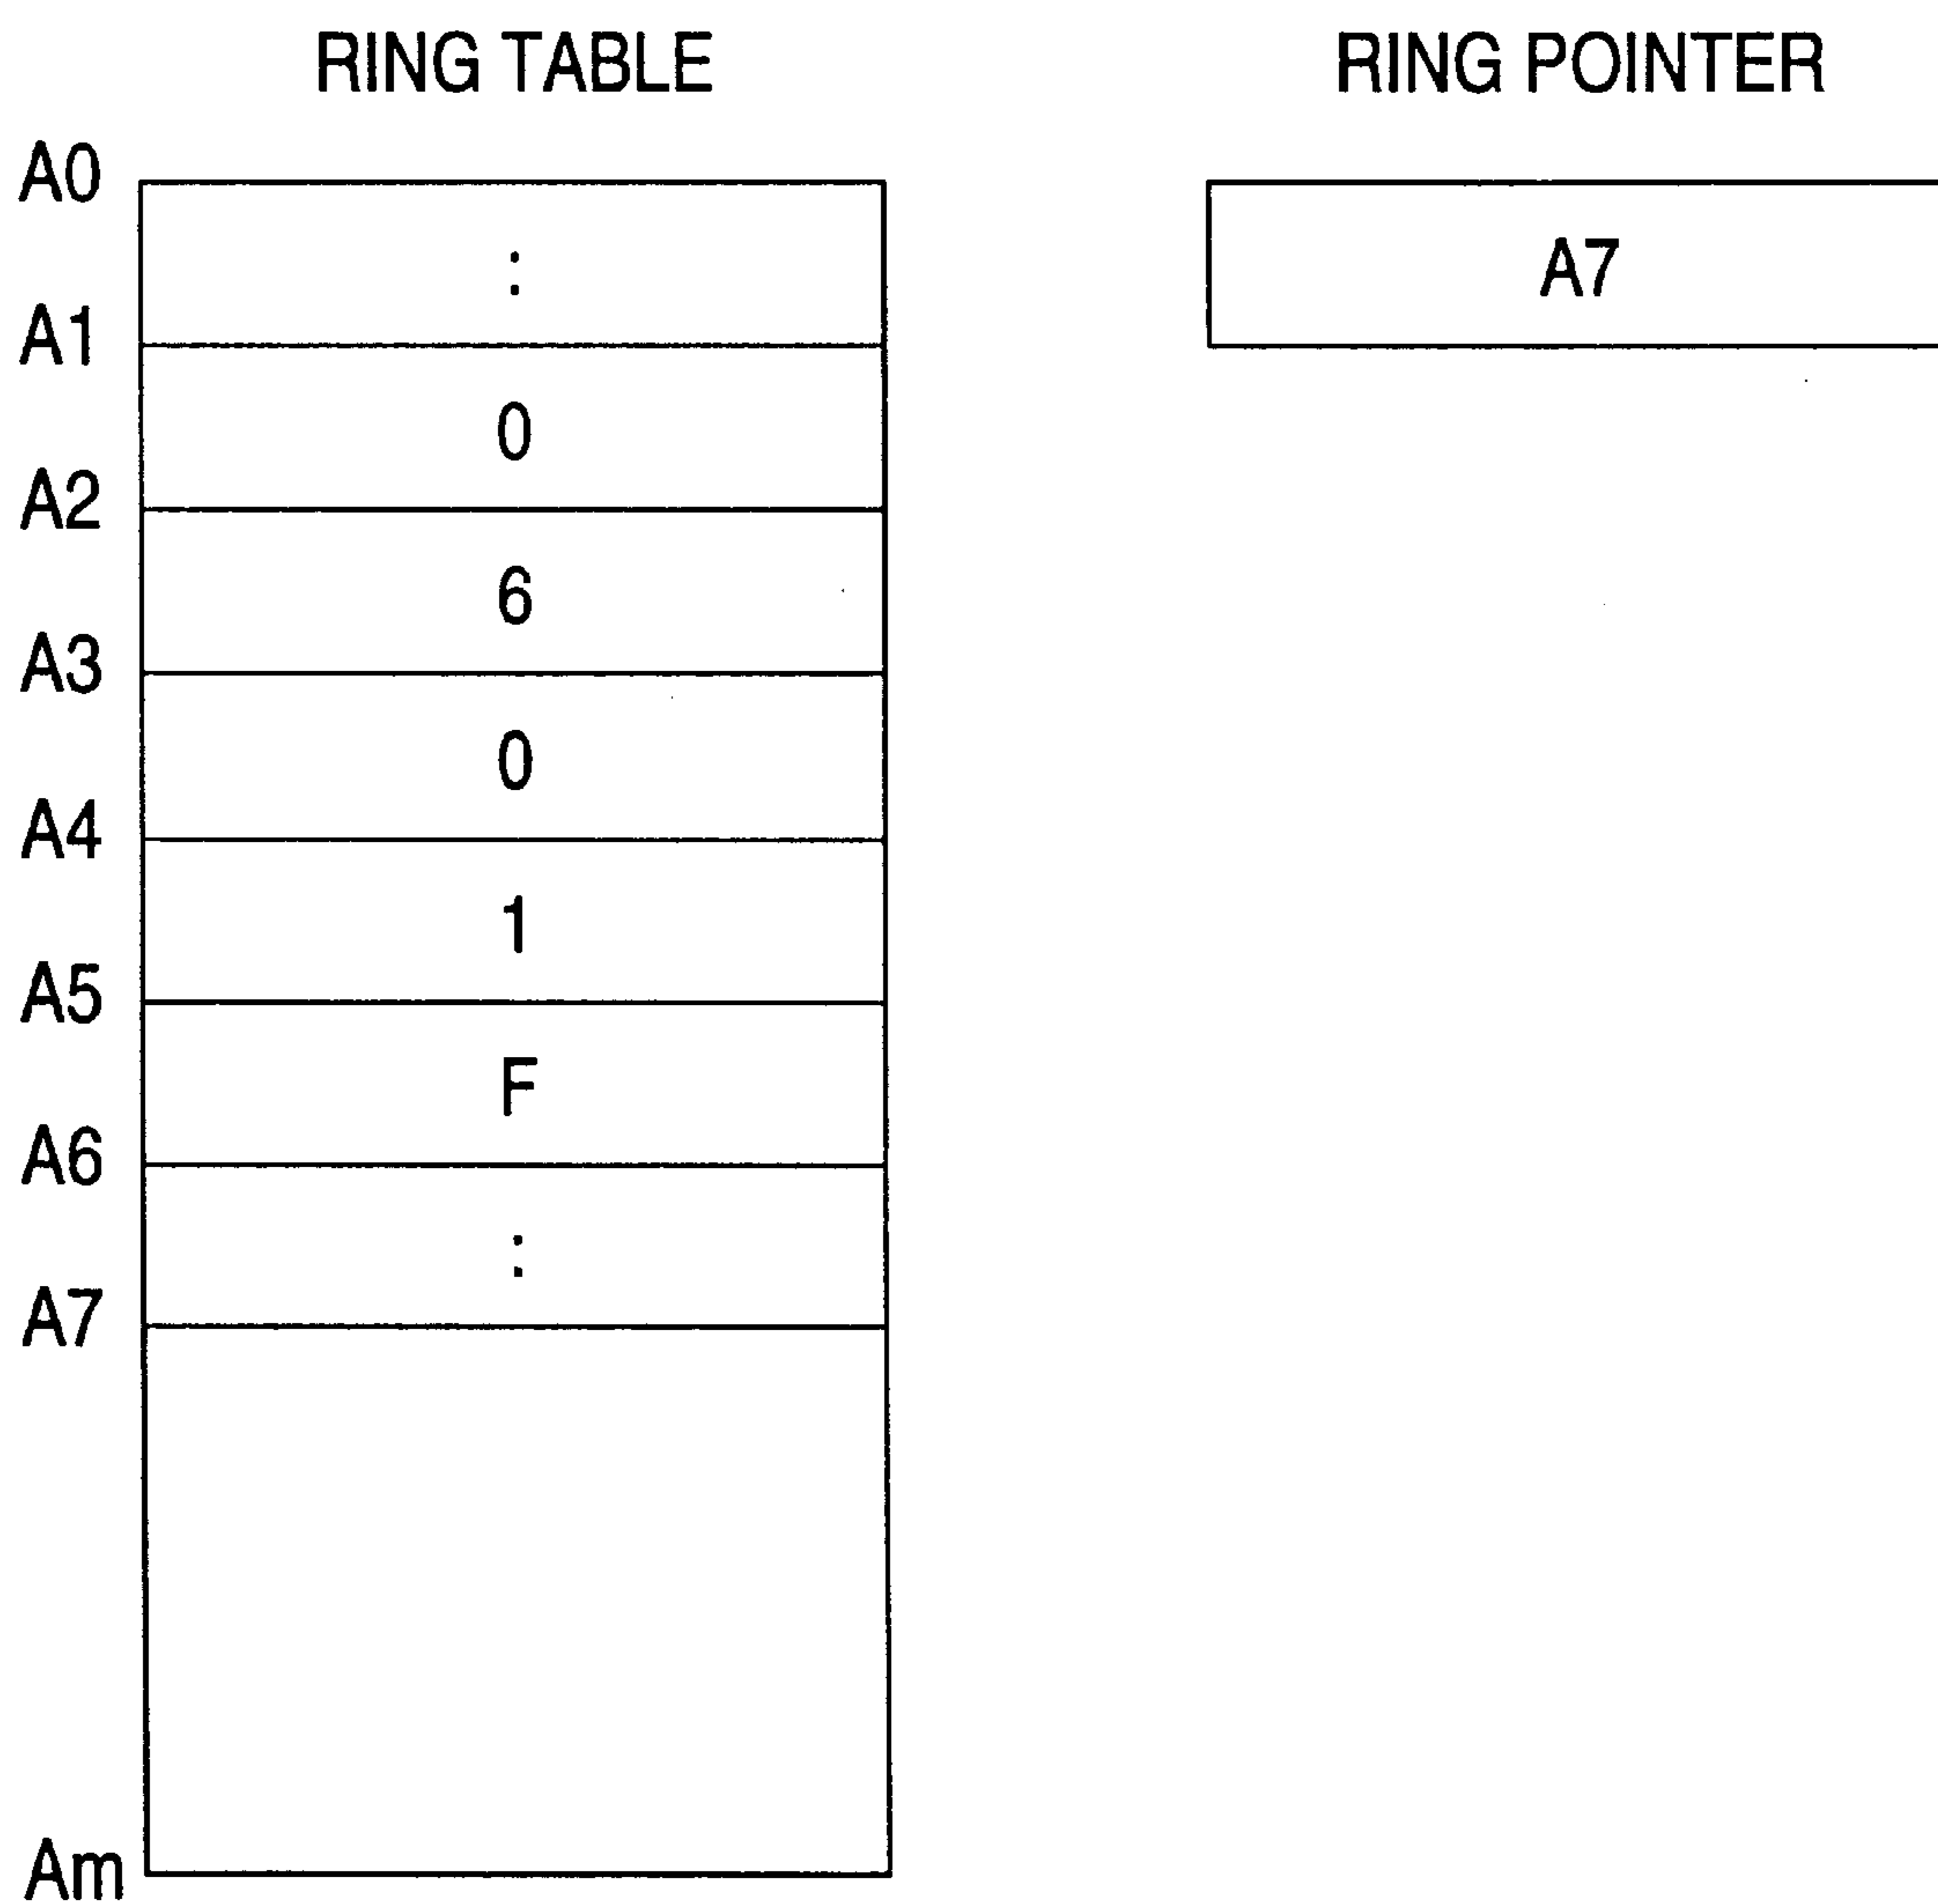 RING TABLE RING POINTER
A0
: A7
A1
0
A2
6
A3
0
A4
1
A5
F
A6
:
A7
Am